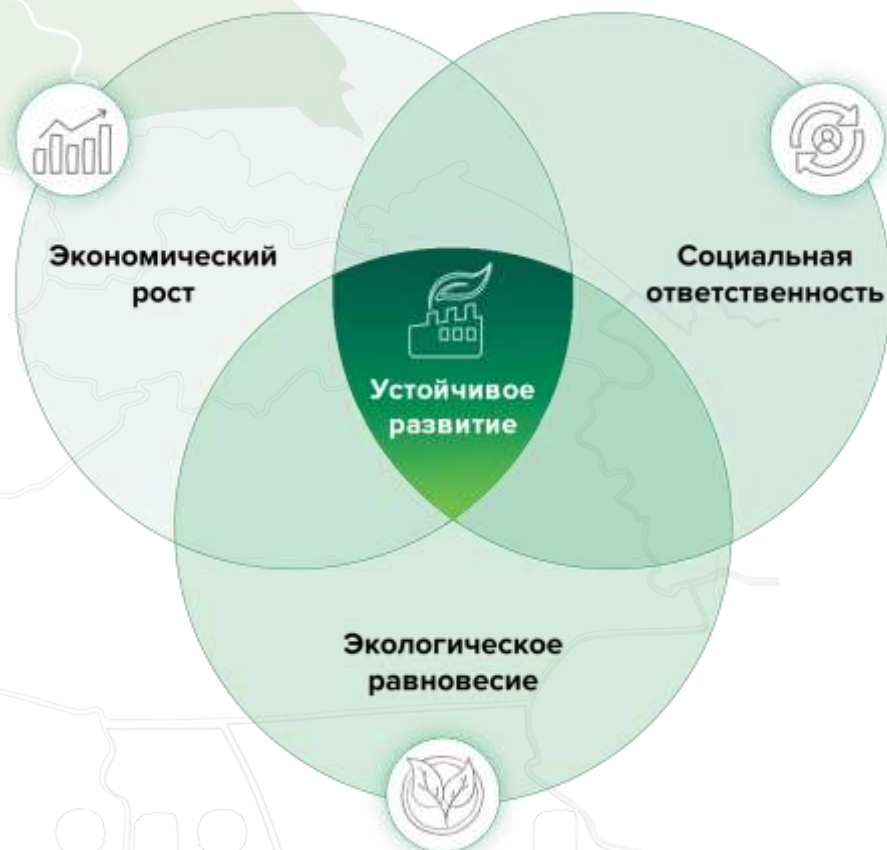 Экономический
рост
Социальная
ответственность
Устойчивое
развитие
Экологическое
равновесие